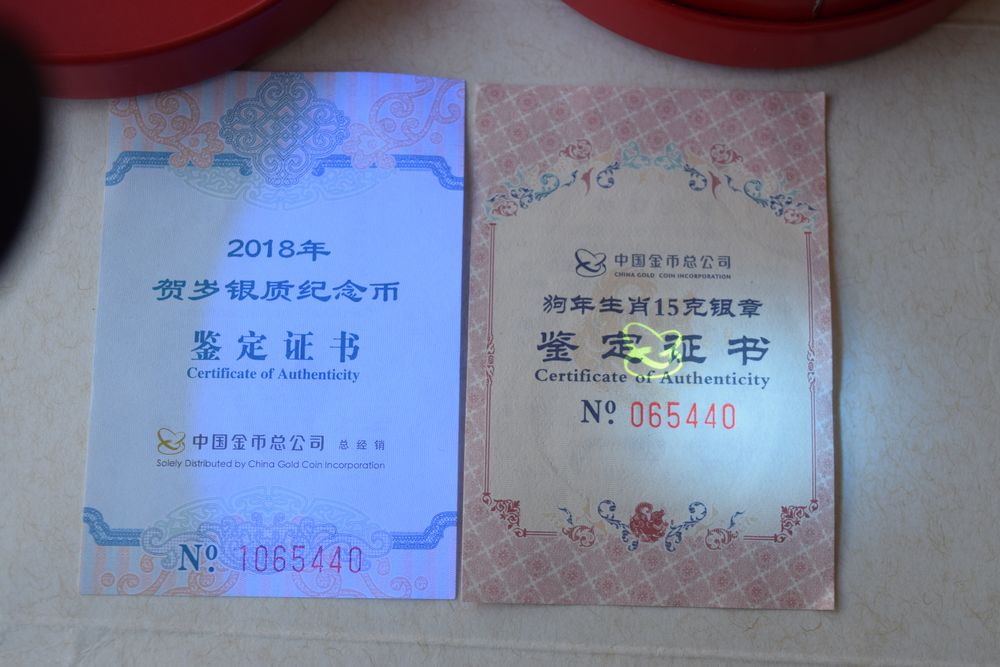 2018年
贺岁银质纪念币
鉴定证书
Certificate of Authenticity
中国金币总公司 总经销
Solely Distributed by China Gold Coin Incorporation
Nº. 1065440
中国金币总公司
CHINA GOLD COIN INCORPORATION
狗年生肖15克银章
鉴定证书
Certificate of Authenticity
Nº. 065440